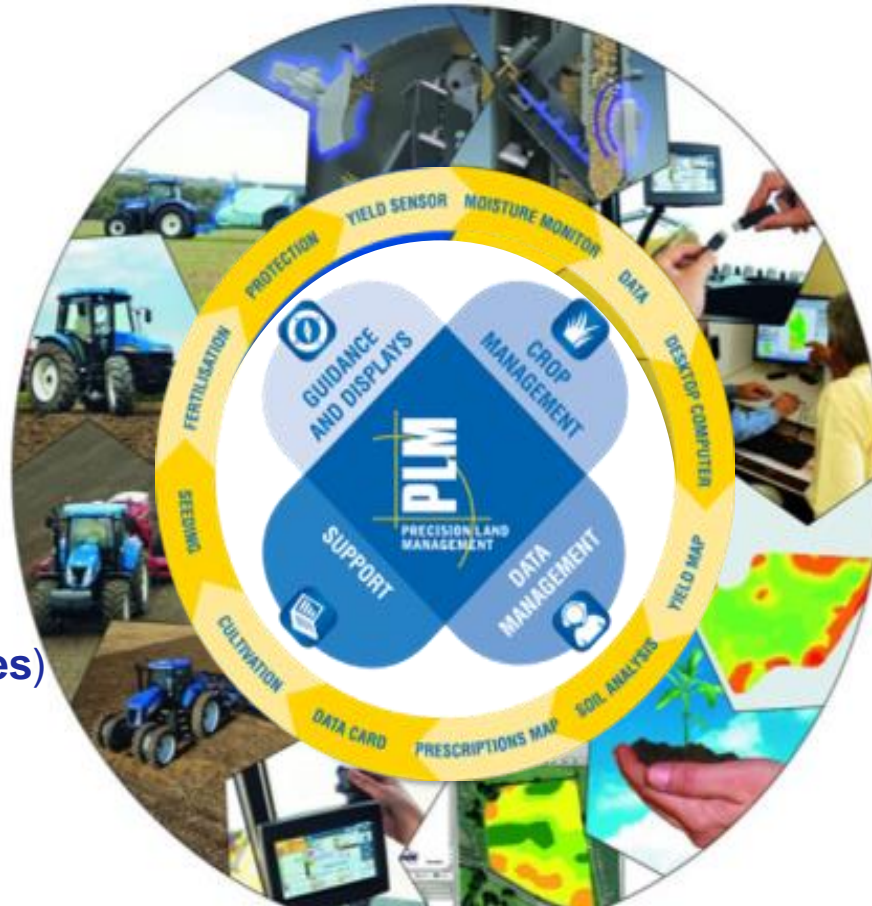 YIELD SENSOR
MOISTURE MONITOR
DATA
DESKTOP COMPUTER
YIELD MAP
SOIL ANALYSIS
PRESCRIPTIONS MAP
DATA CARD
CULTIVATION
SEEDING
FERTILISATION
PROTECTION
GUIDANCE
AND DISPLAYS
CROP
MANAGEMENT
PLM
PRECISION LAND
MANAGEMENT
SUPPORT
DATA
MANAGEMENT
es)